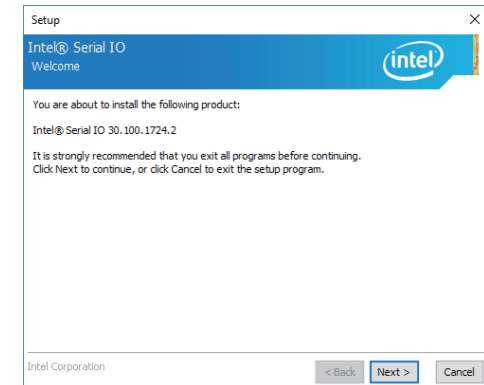 Setup
Intel® Serial IO
Welcome
intel
You are about to install the following product:
Intel® Serial IO 30.100.1724.2
It is strongly recommended that you exit all programs before continuing.
Click Next to continue, or click Cancel to exit the setup program.
Intel Corporation
< Back
Next >
Cancel